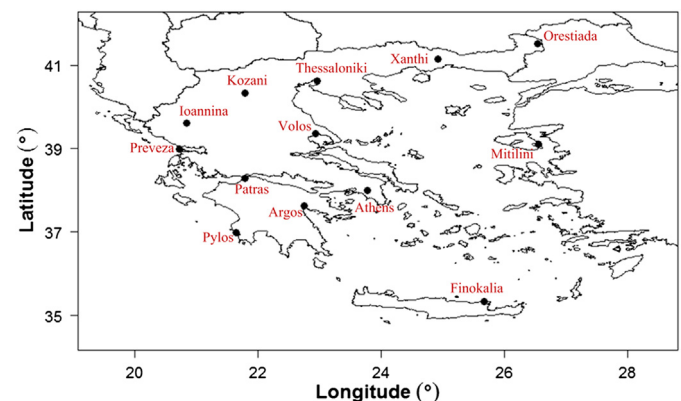 Orestiada
Xanthi
Thessaloniki
41
Kozani
Ioannina
Volos
39
Preveza
Mitilini
Patras
Argos
Athens
37
Pylos
Finokalia
35
Latitude (°)
20
22
24
26
28
Longitude (°)